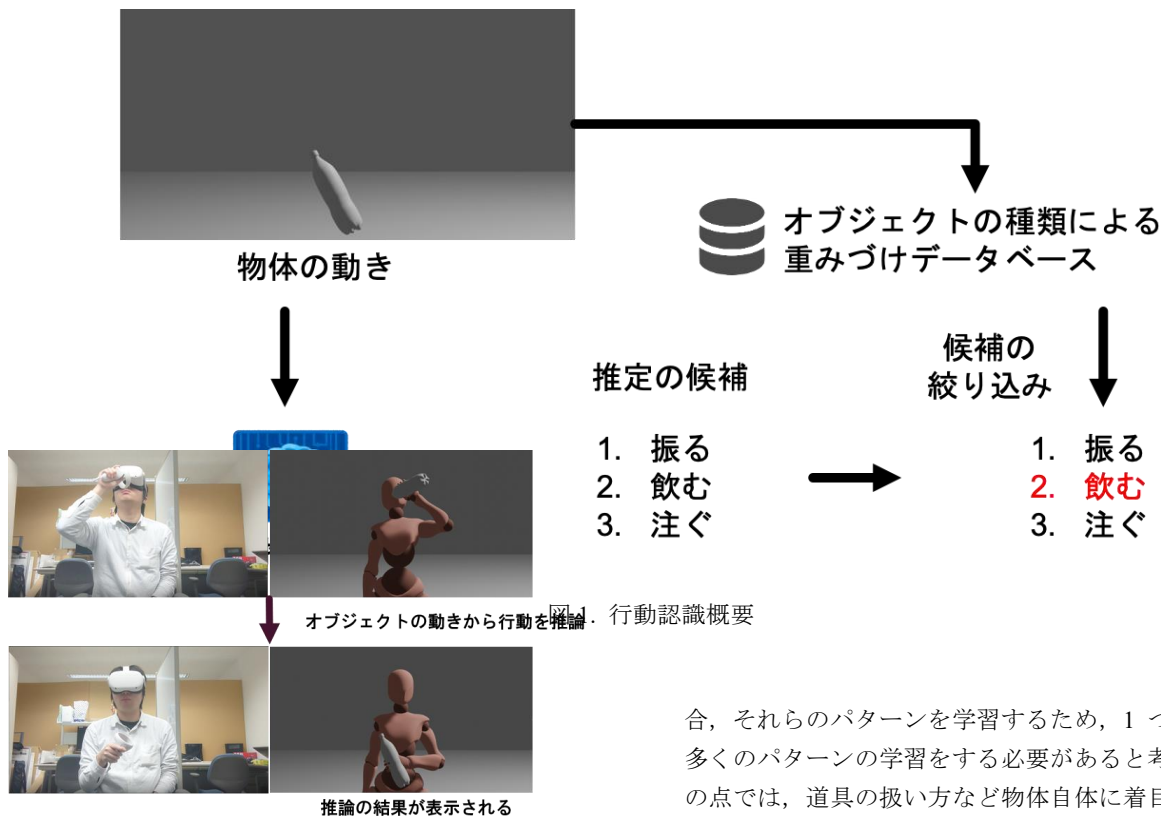 物体の動き
オブジェクトの種類による
重みづけデータベース
推定の候補
1. 振る
2. 飲む
3. 注ぐ
候補の
絞り込み
1. 振る
2. 飲む
3. 注ぐ
オブジェクトの動きから行動を推論
図1. 行動認識概要
推論の結果が表示される
合，それらのパターンを学習するため，1 つ
多くのパターンの学習をする必要があると考
の点では，道具の扱い方など物体自体に着目